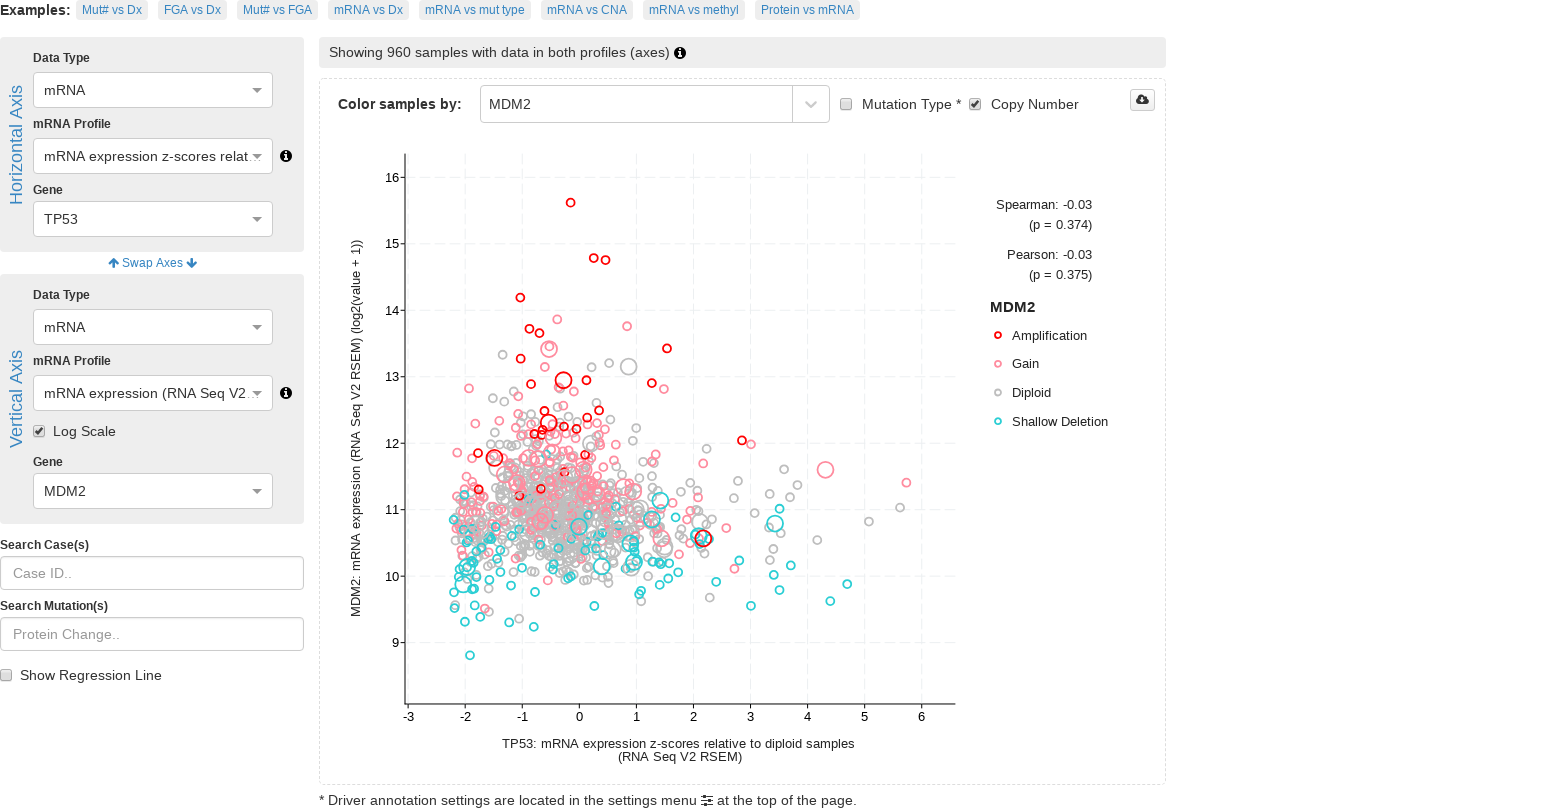 Examples: Mut# vs Dx FGA vs Dx Mut# vs FGA mRNA vs Dx mRNA vs mut type mRNA vs CNA mRNA vs methyl Protein vs mRNA
Horizontal Axis
Data Type
mRNA
mRNA Profile
mRNA expression z-scores relat...
Gene
TP53
Swap Axes
Vertical Axis
Data Type
mRNA
mRNA Profile
mRNA expression (RNA Seq V2...
Log Scale
Gene
MDM2
Search Case(s)
Case ID..
Search Mutation(s)
Protein Change..
Show Regression Line
Showing 960 samples with data in both profiles (axes)
Color samples by: MDM2 Mutation Type * Copy Number
MDM2: mRNA expression (RNA Seq V2 RSEM) (log2(value + 1))
16
15
14
13
12
11
10
9
-3 -2 -1 0 1 2 3 4 5 6
TP53: mRNA expression z-scores relative to diploid samples
(RNA Seq V2 RSEM)
Spearman: -0.03
(p = 0.374)
Pearson: -0.03
(p = 0.375)
MDM2
Amplification
Gain
Diploid
Shallow Deletion
* Driver annotation settings are located in the settings menu at the top of the page.